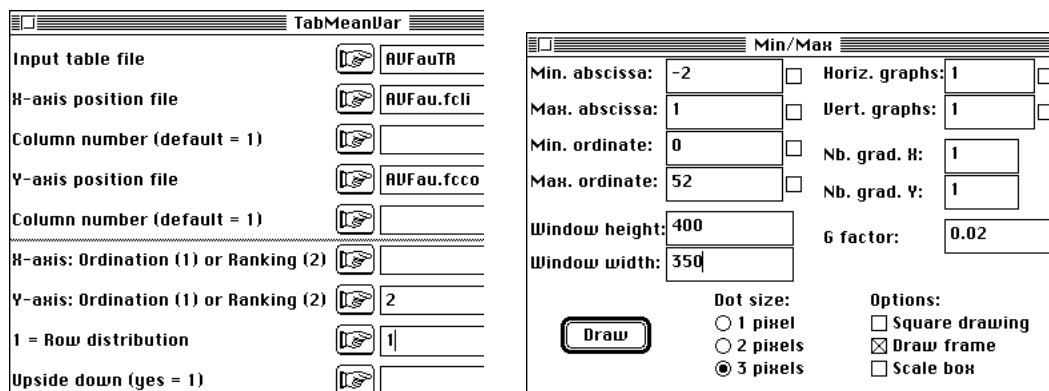 TabMeanVar
Input table file AVFauTR
X-axis position file AVFau.fcli
Column number (default = 1)
Y-axis position file AVFau.fcco
Column number (default = 1)
X-axis: Ordination (1) or Ranking (2)
Y-axis: Ordination (1) or Ranking (2) 2
1 = Row distribution 1
Upside down (yes = 1)
Min/Max
Min. abscissa: -2 Horiz. graphs: 1
Max. abscissa: 1 Vert. graphs: 1
Min. ordinate: 0 Nb. grad. X: 1
Max. ordinate: 52 Nb. grad. Y: 1
Window height: 400 G factor: 0.02
Window width: 350
Dot size: Options:
Draw 1 pixel Square drawing
2 pixels Draw frame
3 pixels Scale box